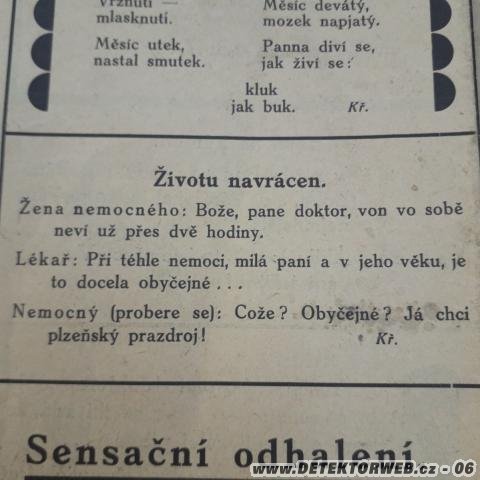 Vrznutí —
mlasknutí.
Měsíc utek,
nastal smutek.
Měsíc devátý,
mozek napjatý.
Panna diví se,
jak živí se:
kluk
jak buk. Kř.
Životu navrácen.
Žena nemocného: Bože, pane doktor, von vo sobě
neví už přes dvě hodiny.
Lékař: Při téhle nemoci, milá paní a v jeho věku, je
to docela obyčejné . . .
Nemocný (probere se): Cože? Obyčejné? Já chci
plzeňský prazdroj! Kř.
Sensační odhalení
www.DETEKTORWEB.cz - 06